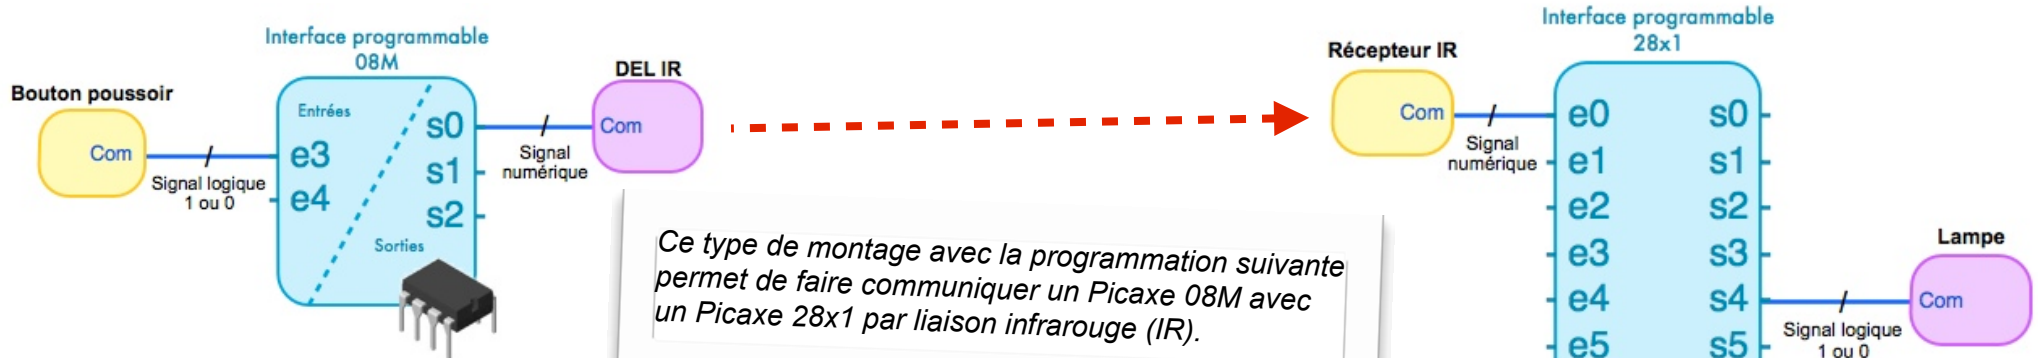 Interface programmable
08M
Bouton poussoir
Com
Signal logique
1 ou 0
Entrées
e3
e4
s0
s1
s2
Sorties
DEL IR
Com
Signal
numérique
Ce type de montage avec la programmation suivante
permet de faire communiquer un Picaxe 08M avec
un Picaxe 28x1 par liaison infrarouge (IR).
Interface programmable
28x1
Récepteur IR
Com
Signal
numérique
e0
e1
e2
e3
e4
e5
s0
s1
s2
s3
s4
s5
Lampe
Com
Signal logique
1 ou 0